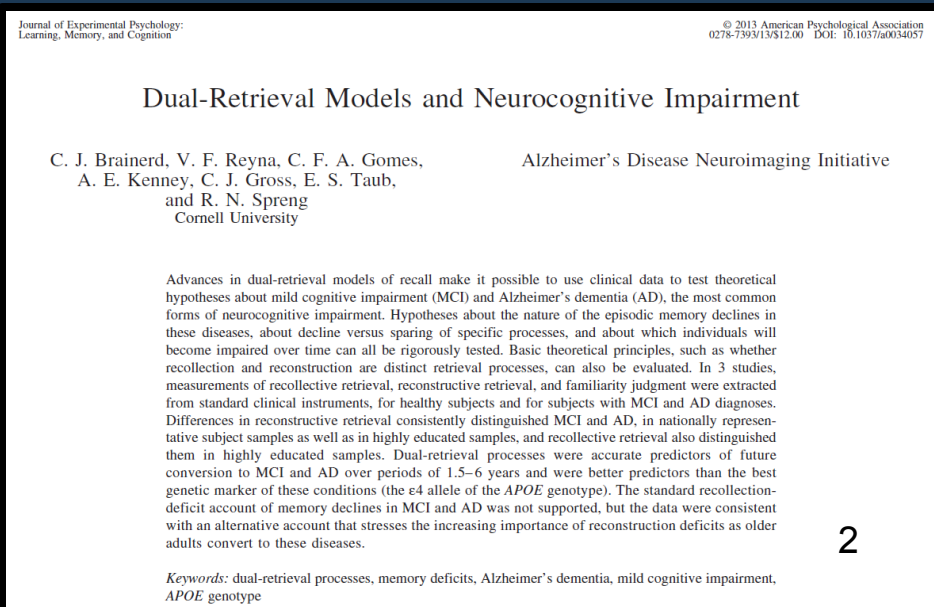 Journal of Experimental Psychology:
Learning, Memory, and Cognition
© 2013 American Psychological Association
0278-7393/13/$12.00 DOI: 10.1037/a0034057
Dual-Retrieval Models and Neurocognitive Impairment
C. J. Brainerd, V. F. Reyna, C. F. A. Gomes,
A. E. Kenney, C. J. Gross, E. S. Taub,
and R. N. Spreng
Cornell University
Alzheimer's Disease Neuroimaging Initiative
Advances in dual-retrieval models of recall make it possible to use clinical data to test theoretical
hypotheses about mild cognitive impairment (MCI) and Alzheimer's dementia (AD), the most common
forms of neurocognitive impairment. Hypotheses about the nature of the episodic memory declines in
these diseases, about decline versus sparing of specific processes, and about which individuals will
become impaired over time can all be rigorously tested. Basic theoretical principles, such as whether
recollection and reconstruction are distinct retrieval processes, can also be evaluated. In 3 studies,
measurements of recollective retrieval, reconstructive retrieval, and familiarity judgment were extracted
from standard clinical instruments, for healthy subjects and for subjects with MCI and AD diagnoses.
Differences in reconstructive retrieval consistently distinguished MCI and AD, in nationally represen-
tative subject samples as well as in highly educated samples, and recollective retrieval also distinguished
them in highly educated samples. Dual-retrieval processes were accurate predictors of future
conversion to MCI and AD over periods of 1.5–6 years and were better predictors than the best
genetic marker of these conditions (the ε4 allele of the APOE genotype). The standard recollection-
deficit account of memory declines in MCI and AD was not supported, but the data were consistent
with an alternative account that stresses the increasing importance of reconstruction deficits as older
adults convert to these diseases.
2
Keywords: dual-retrieval processes, memory deficits, Alzheimer's dementia, mild cognitive impairment,
APOE genotype